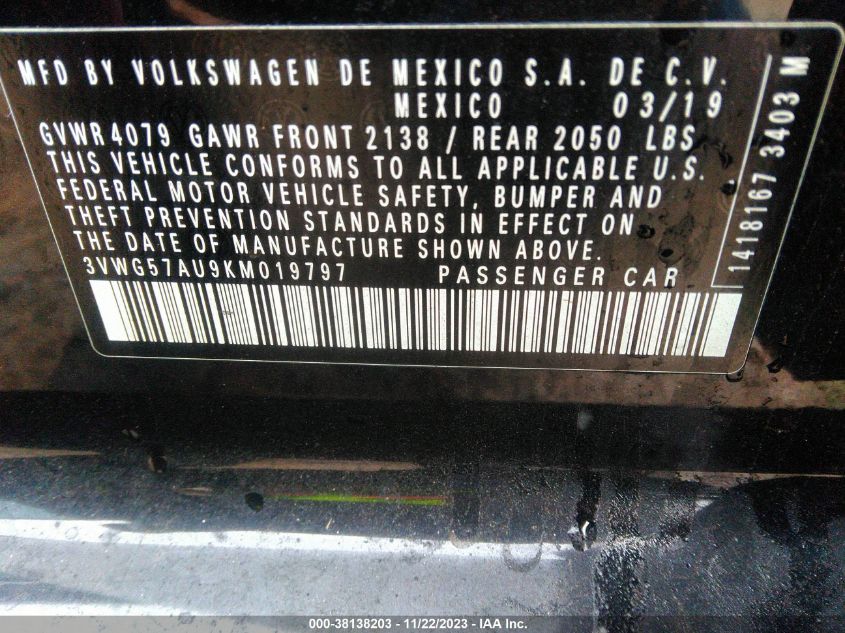 MFD BY VOLKSWAGEN DE MEXICO S.A. DE C.V.
MEXICO 03/19
GVWR 4079 GAWR FRONT 2138 / REAR 2050 LBS
THIS VEHICLE CONFORMS TO ALL APPLICABLE U.S.
FEDERAL MOTOR VEHICLE SAFETY, BUMPER AND
THEFT PREVENTION STANDARDS IN EFFECT ON
THE DATE OF MANUFACTURE SHOWN ABOVE.
3VWG57AU9KM019797 PASSENGER CAR
1418167 3403 M
000-38138203 - 11/22/2023 - IAA Inc.